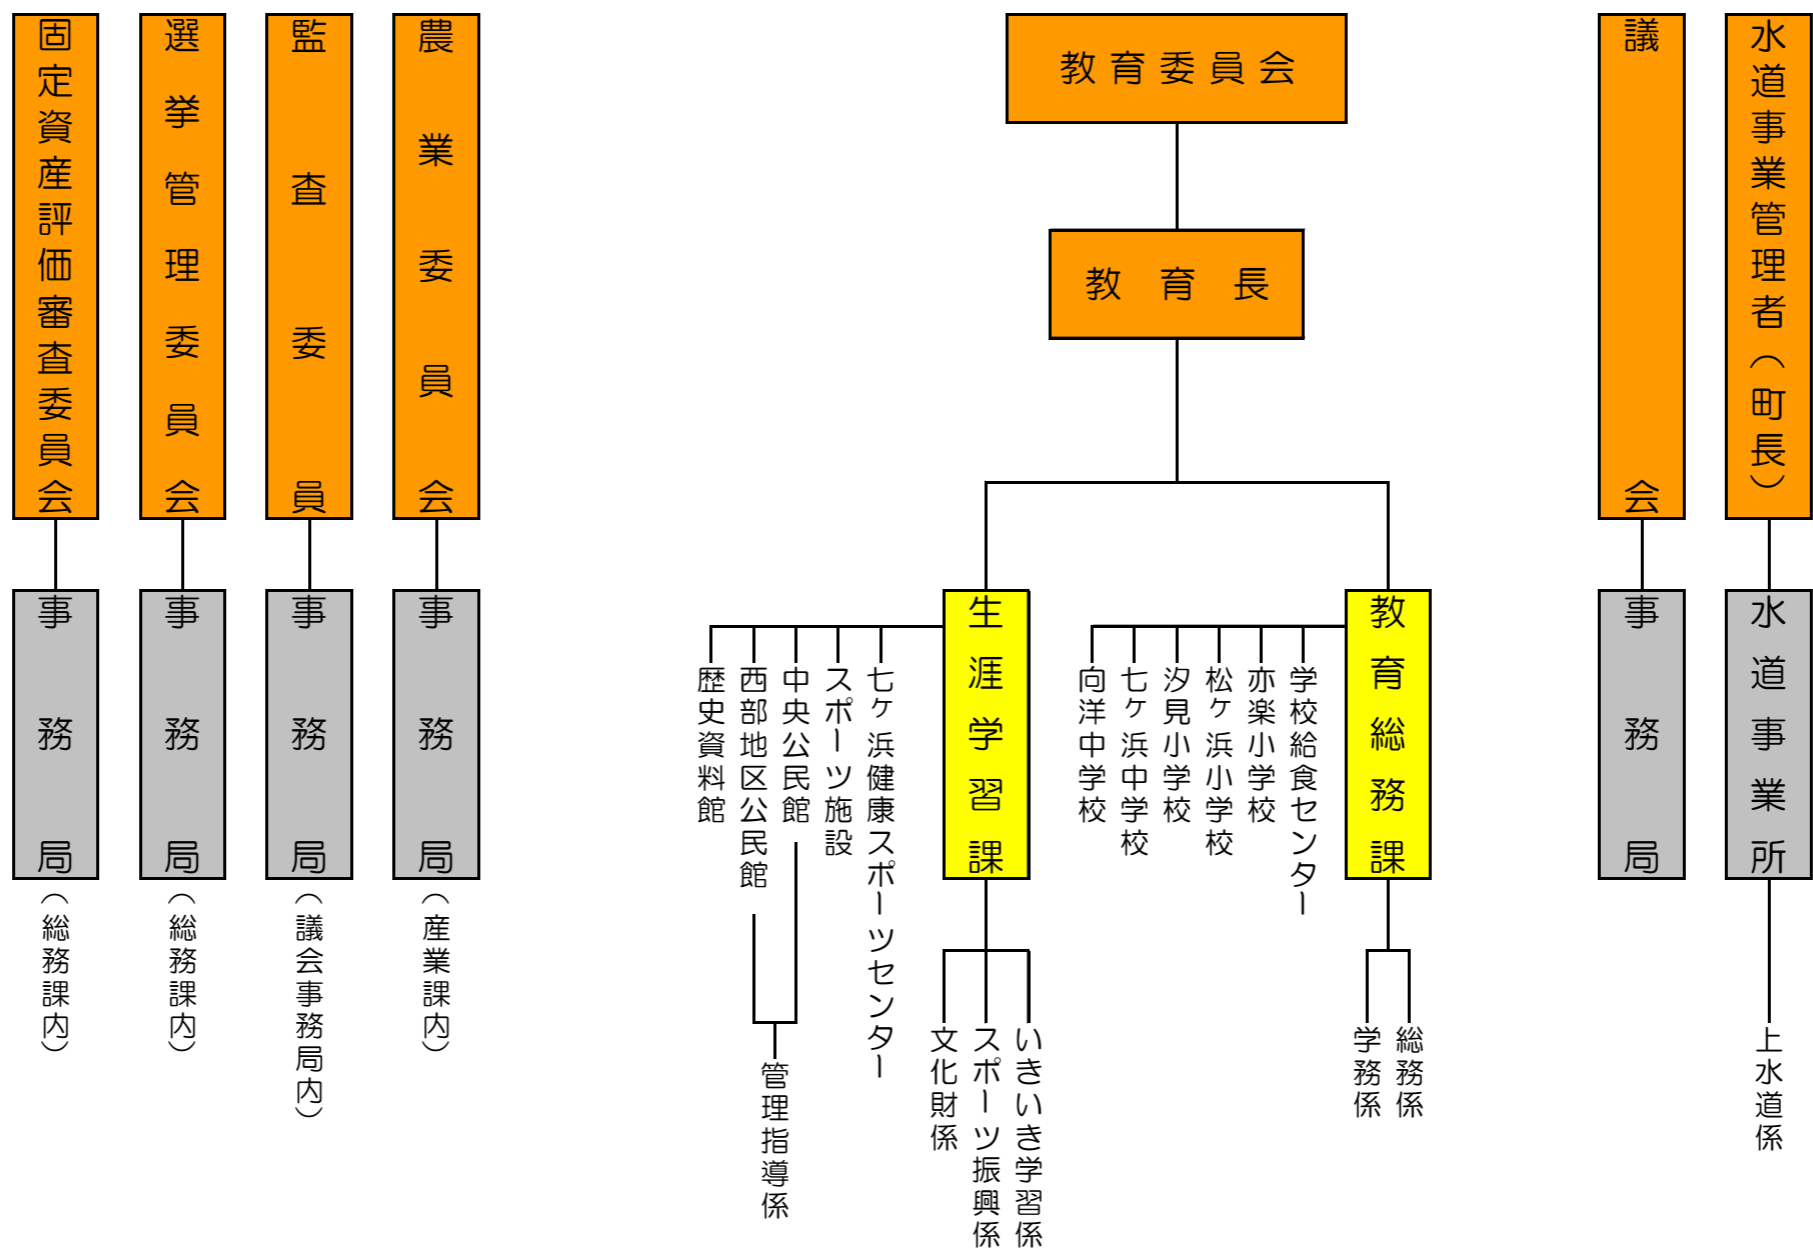 水道事業管理者（町長）
水道事業所
上水道係
議会
事務局
教育委員会
教育長
教育総務課
総務係
学務係
学校給食センター
亦楽小学校
松ケ浜小学校
汐見小学校
七ケ浜中学校
向洋中学校
生涯学習課
いきいき学習係
スポーツ振興係
文化財係
七ケ浜健康スポーツセンター
スポーツ施設
中央公民館
西部地区公民館
管理指導係
歴史資料館
農業委員会
事務局
（産業課内）
監査委員
事務局
（議会事務局内）
選挙管理委員会
事務局
（総務課内）
固定資産評価審査委員会
事務局
（総務課内）